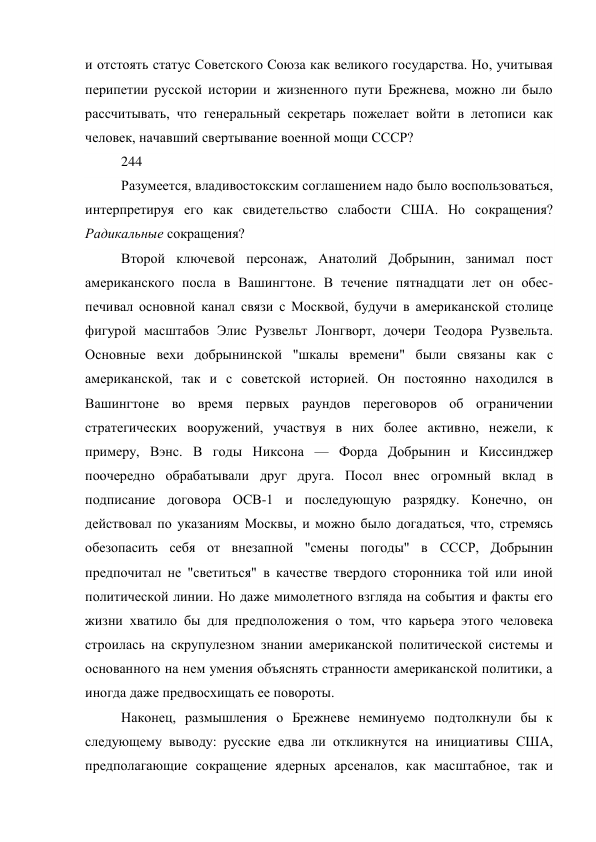 и отстоять статус Советского Союза как великого государства. Но, учитывая
перипетии русской истории и жизненного пути Брежнева, можно ли было
рассчитывать, что генеральный секретарь пожелает войти в летописи как
человек, начавший свертывание военной мощи СССР?
244
Разумеется, владивостокским соглашением надо было воспользоваться,
интерпретируя его как свидетельство слабости США. Но сокращения?
Радикальные сокращения?
Второй ключевой персонаж, Анатолий Добрынин, занимал пост
американского посла в Вашингтоне. В течение пятнадцати лет он обес-
печивал основной канал связи с Москвой, будучи в американской столице
фигурой масштабов Элис Рузвельт Лонгворт, дочери Теодора Рузвельта.
Основные вехи добрынинской "шкалы времени" были связаны как с
американской, так и с советской историей. Он постоянно находился в
Вашингтоне во время первых раундов переговоров об ограничении
стратегических вооружений, участвуя в них более активно, нежели, к
примеру, Вэнс. В годы Никсона — Форда Добрынин и Киссинджер
поочередно обрабатывали друг друга. Посол внес огромный вклад в
подписание договора ОСВ-1 и последующую разрядку. Конечно, он
действовал по указаниям Москвы, и можно было догадаться, что, стремясь
обезопасить себя от внезапной "смены погоды" в СССР, Добрынин
предпочитал не "светиться" в качестве твердого сторонника той или иной
политической линии. Но даже мимолетного взгляда на события и факты его
жизни хватило бы для предположения о том, что карьера этого человека
строилась на скрупулезном знании американской политической системы и
основанного на нем умения объяснять странности американской политики, а
иногда даже предвосхищать ее повороты.
Наконец, размышления о Брежневе неминуемо подтолкнули бы к
следующему выводу: русские едва ли откликнутся на инициативы США,
предполагающие сокращение ядерных арсеналов, как масштабное, так и